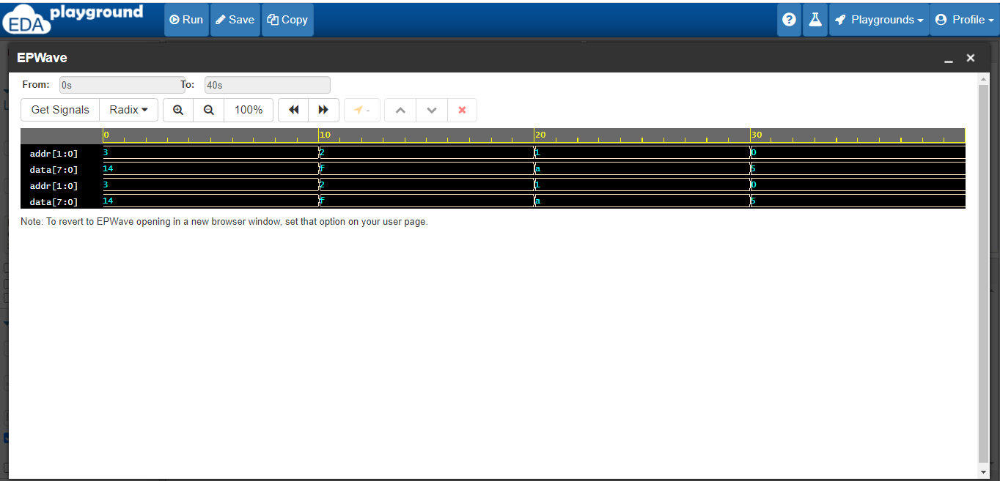 EDA playground Run Save Copy ? Playgrounds Profile
EPWave
From: 0s To: 40s
Get Signals Radix 100% -
0 10 20 30
addr[1:0] 3 2 1 0
data[7:0] 14 f a 5
addr[1:0] 3 2 1 0
data[7:0] 14 f a 5
Note: To revert to EPWave opening in a new browser window, set that option on your user page.